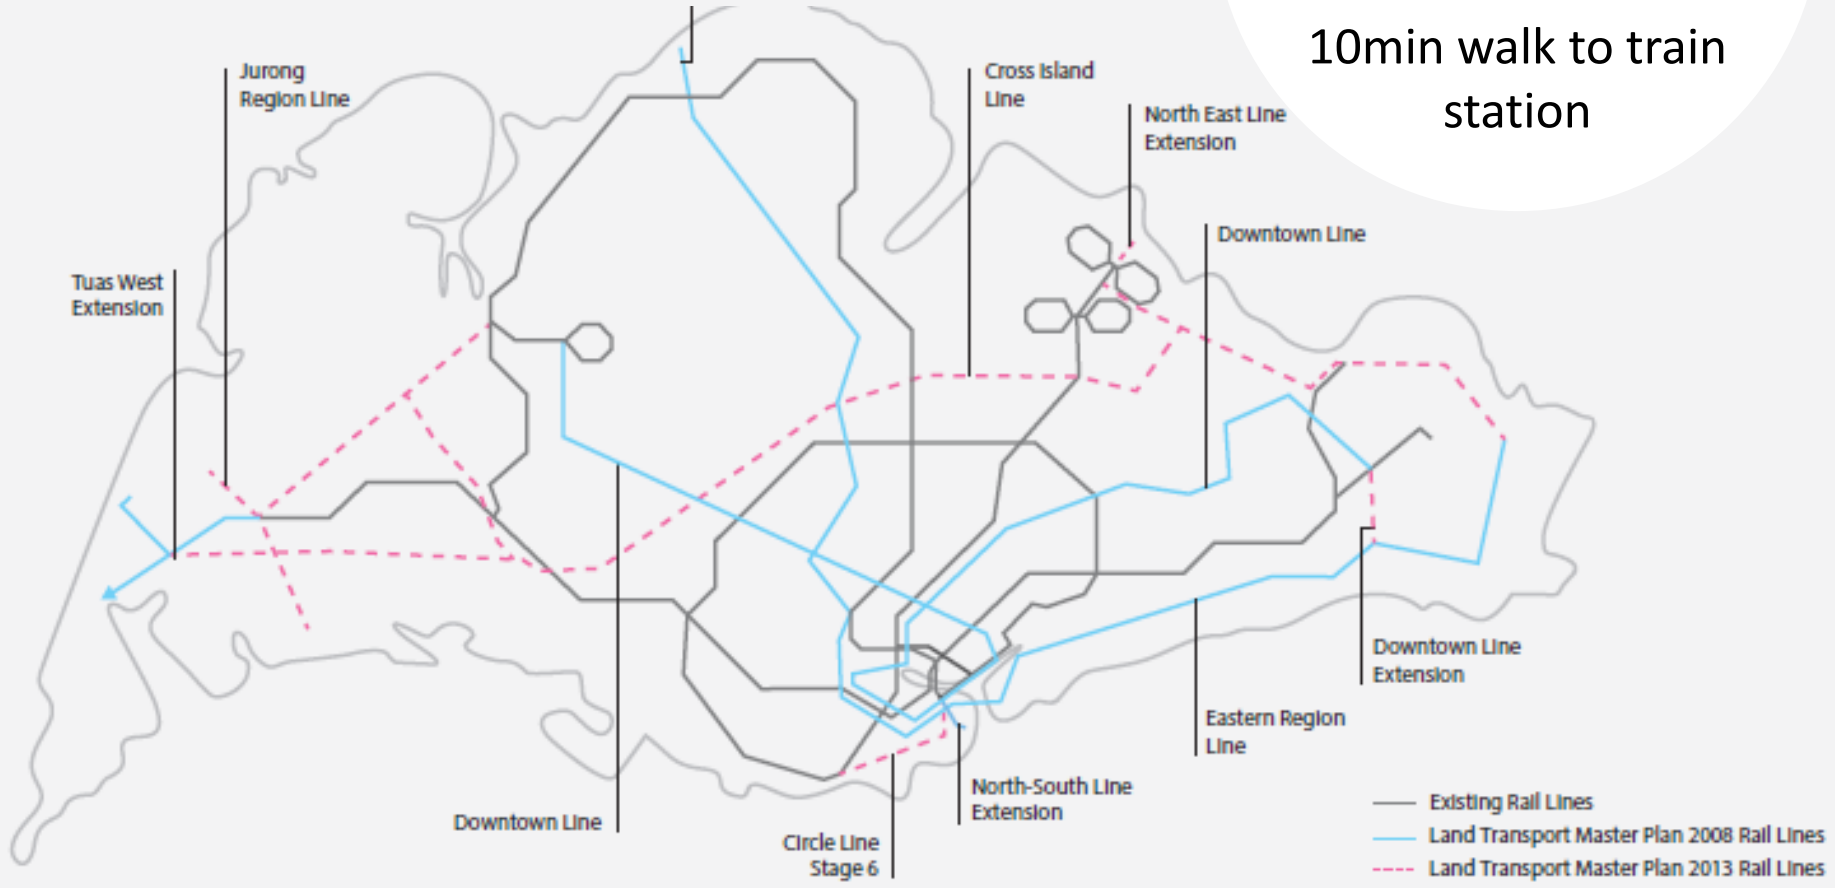 10min walk to train
station
Jurong
Region Line
Cross Island
Line
North East Line
Extension
Downtown Line
Tuas West
Extension
Downtown Line
Extension
Eastern Region
Line
North-South Line
Extension
Downtown Line
Circle Line
Stage 6
Existing Rail Lines
Land Transport Master Plan 2008 Rail Lines
Land Transport Master Plan 2013 Rail Lines